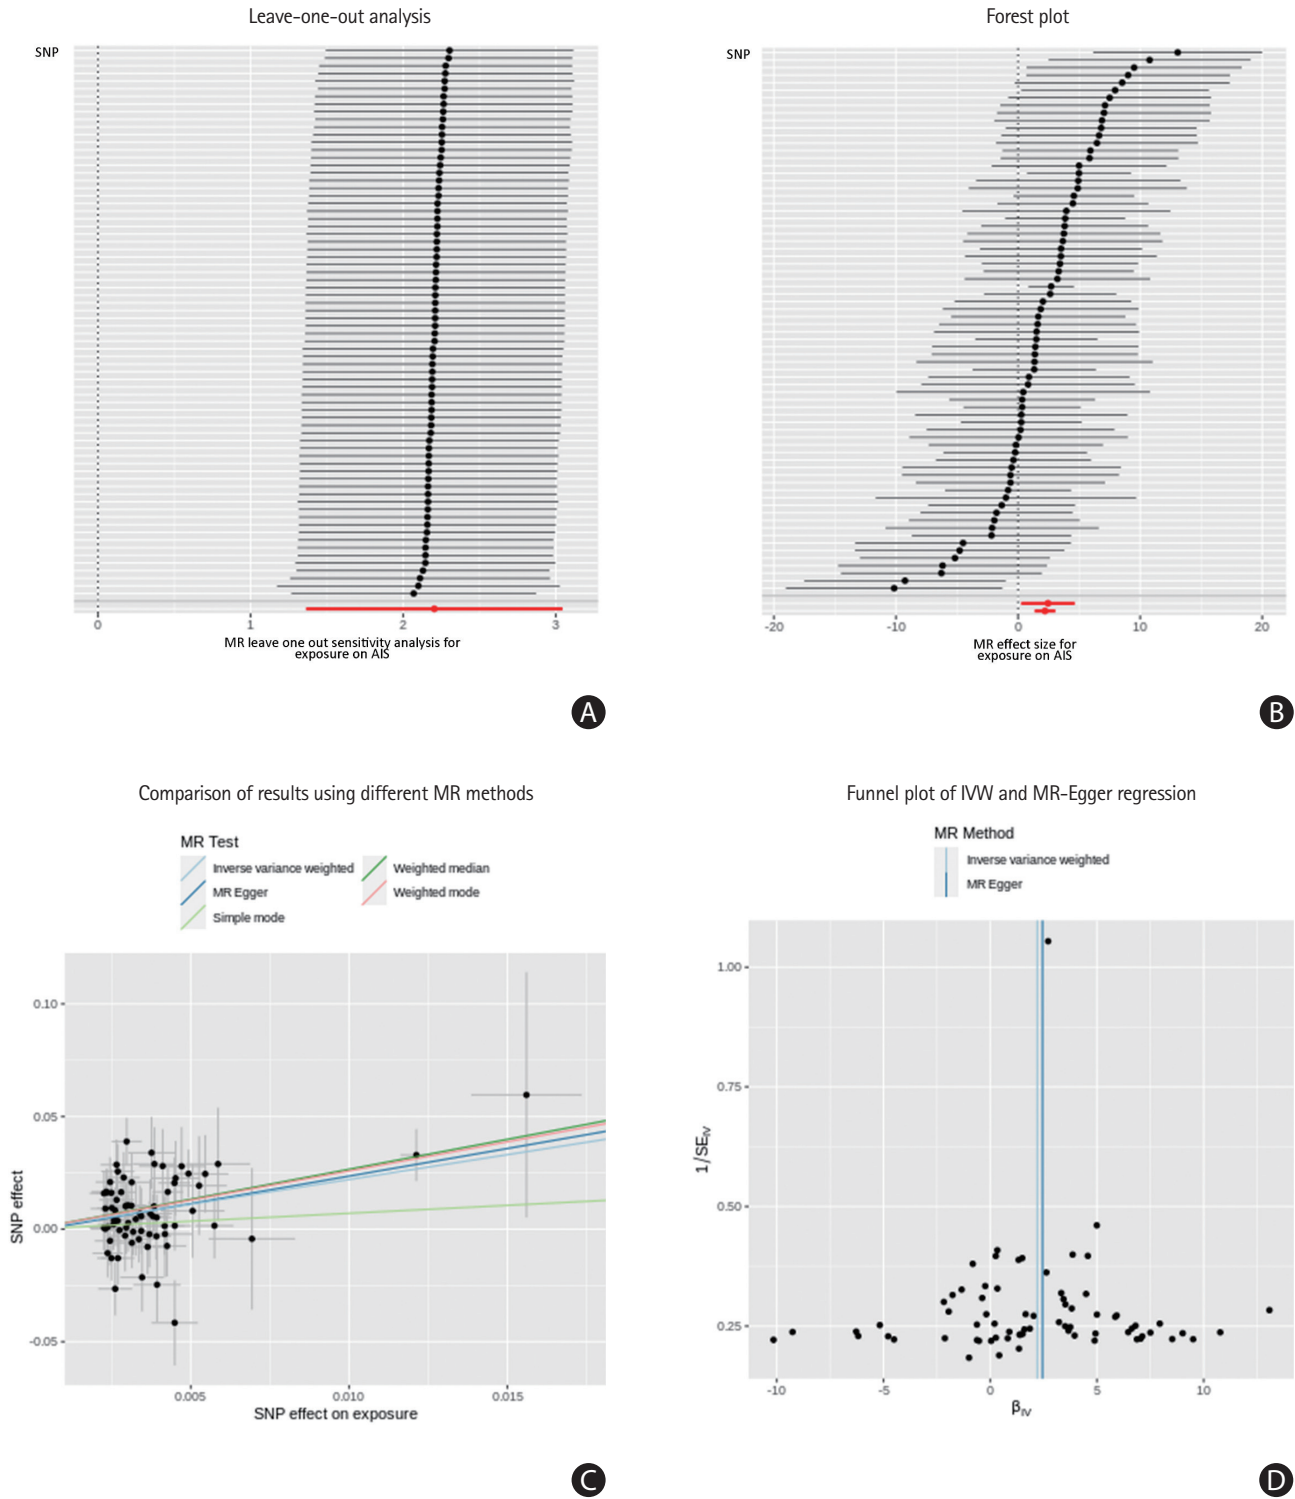 Leave-one-out analysis
SNP
0
1
2
3
MR leave one out sensitivity analysis for
exposure on AIS
A
Forest plot
SNP
-20
-10
0
10
20
MR effect size for
exposure on AIS
B
Comparison of results using different MR methods
MR Test
Inverse variance weighted
Weighted median
MR Egger
Weighted mode
Simple mode
SNP effect
0.10
0.05
0.00
-0.05
0.005
0.010
0.015
SNP effect on exposure
C
Funnel plot of IVW and MR-Egger regression
MR Method
Inverse variance weighted
MR Egger
1/SE_IV
1.00
0.75
0.50
0.25
-10
-5
0
5
10
β_IV
D